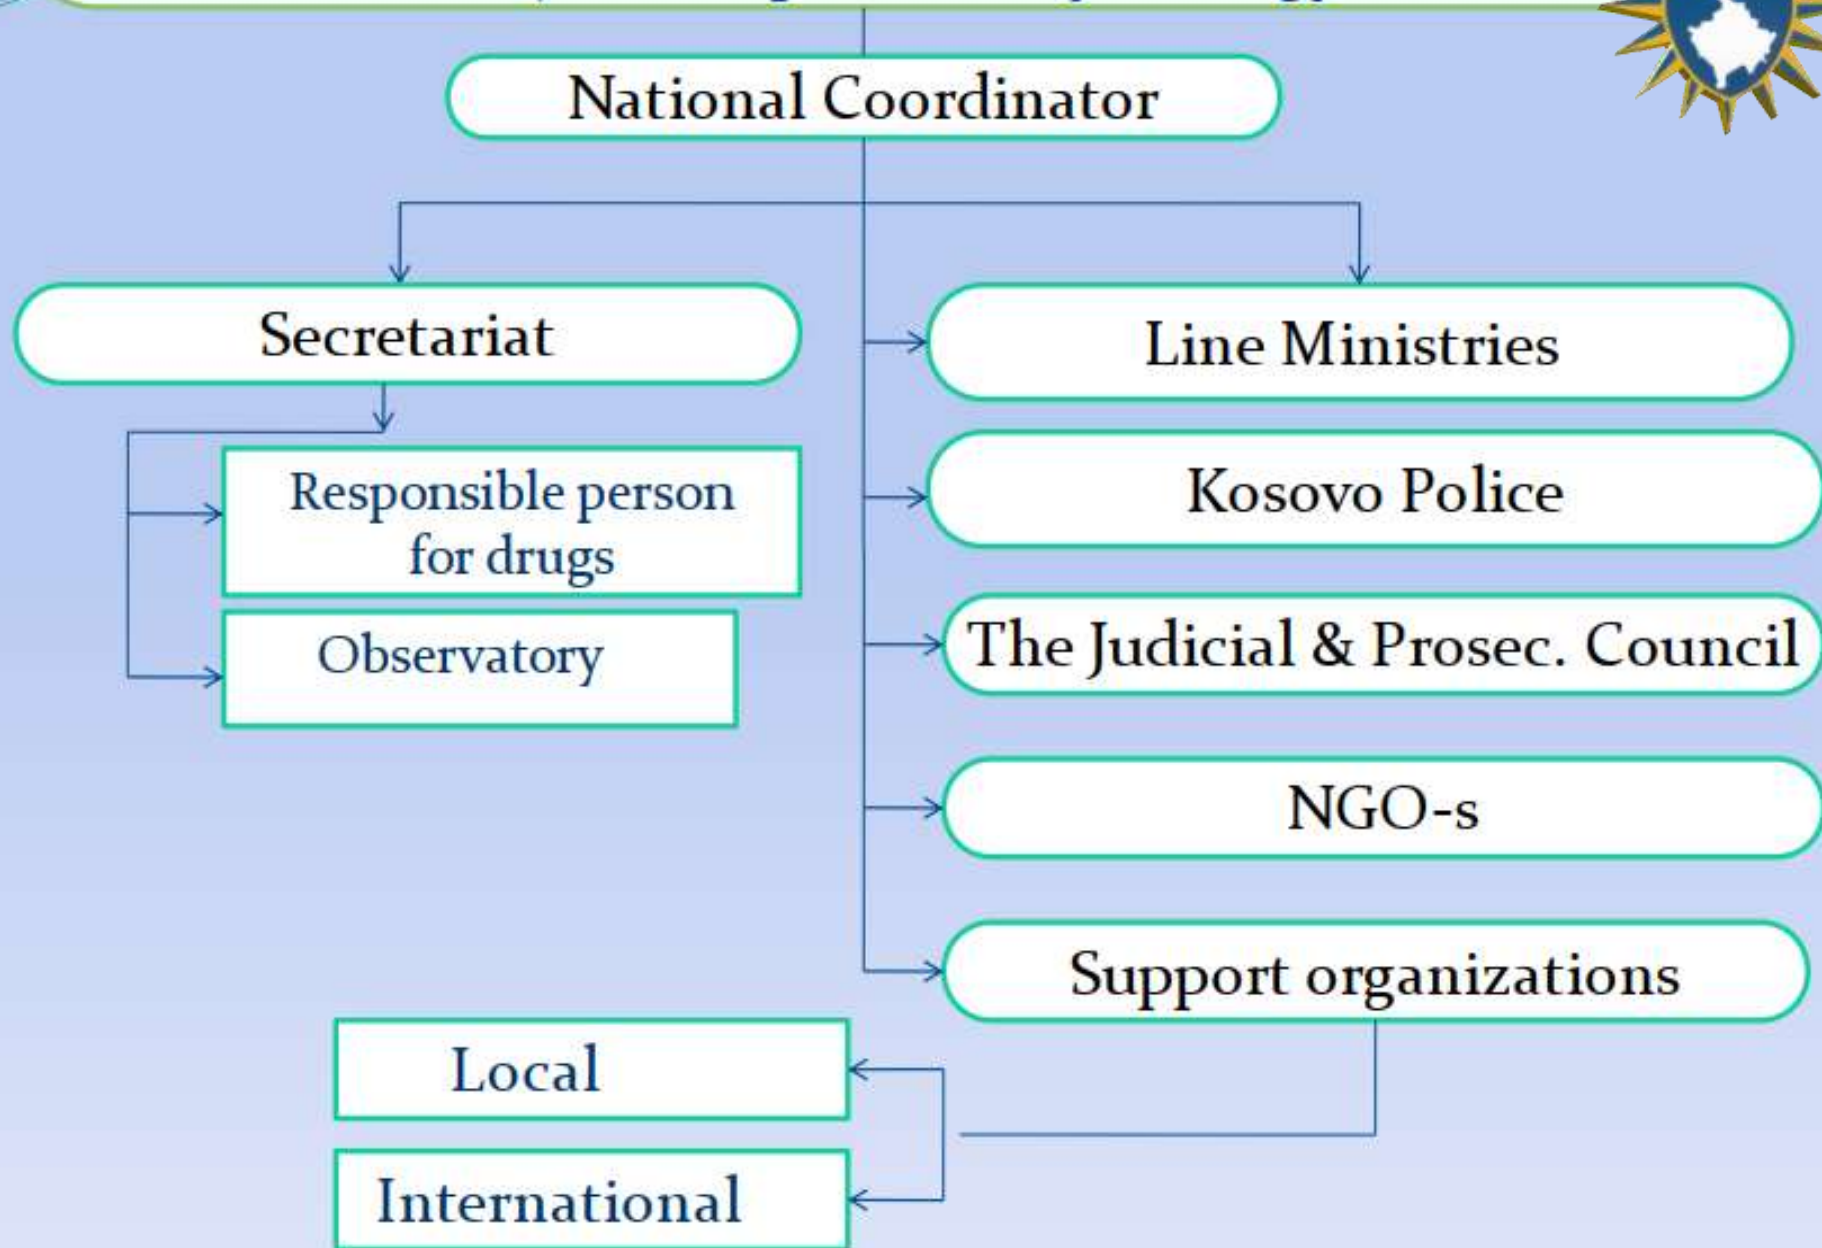 National Coordinator
Secretariat
Line Ministries
Responsible person
for drugs
Kosovo Police
Observatory
The Judicial & Prosec. Council
NGO-s
Support organizations
Local
International